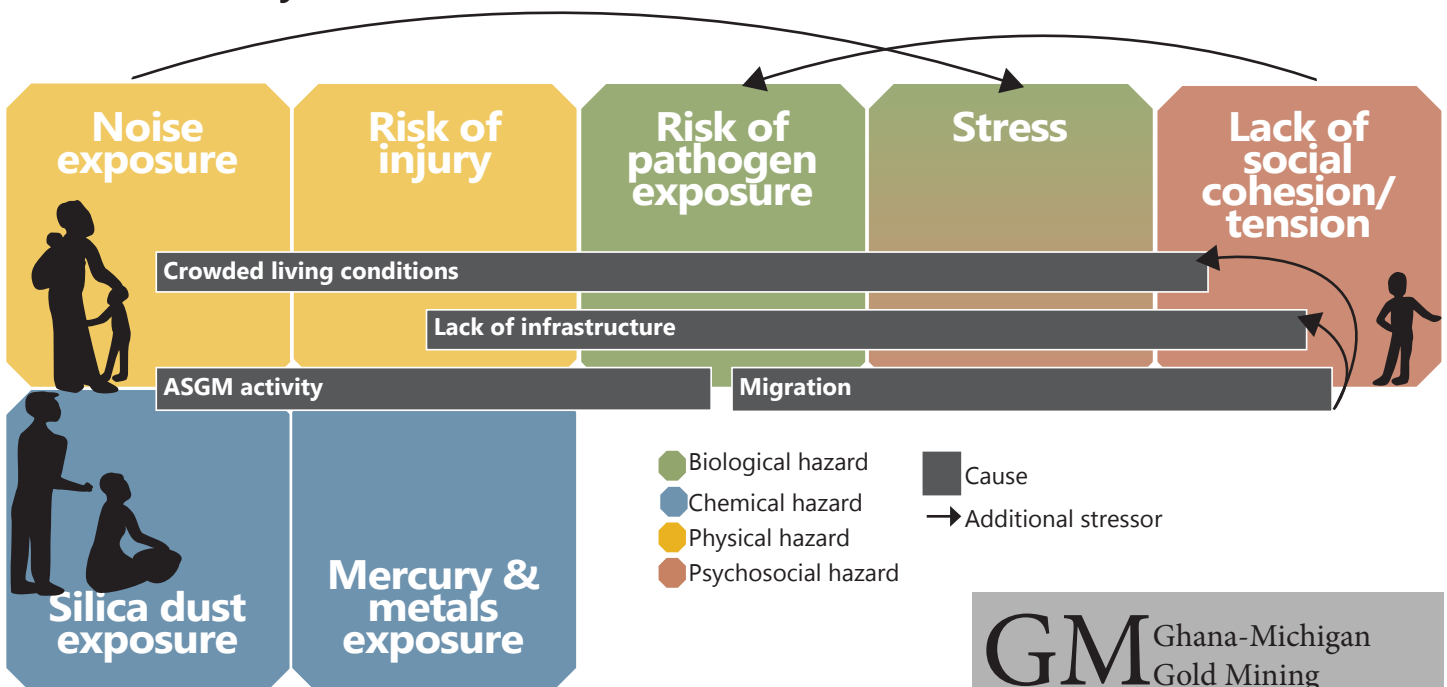 Noise
exposure
Risk of
injury
Risk of
pathogen
exposure
Stress
Lack of
social
cohesion/
tension
Crowded living conditions
Lack of infrastructure
ASGM activity
Migration
Silica dust
exposure
Mercury &
metals
exposure
Biological hazard
Chemical hazard
Physical hazard
Psychosocial hazard
Cause
Additional stressor
GM
Ghana-Michigan
Gold Mining